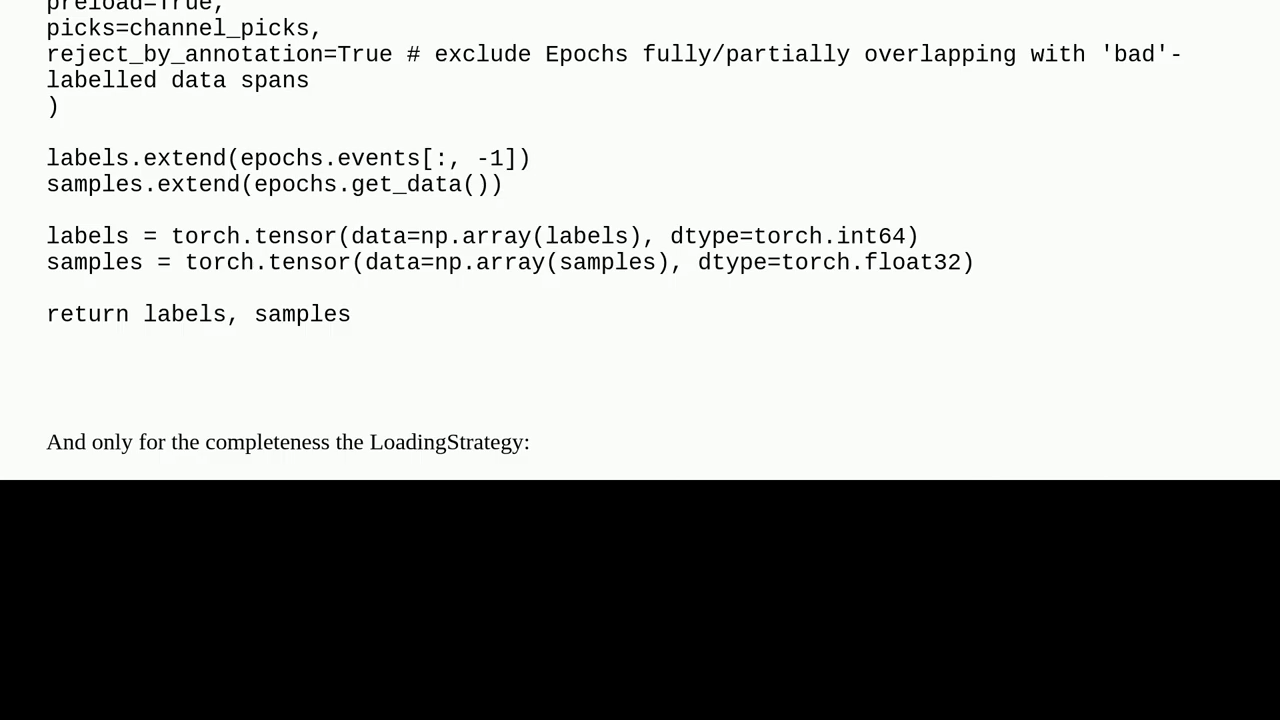 preload=True,
picks=channel_picks,
reject_by_annotation=True # exclude Epochs fully/partially overlapping with 'bad'-
labelled data spans
)
labels.extend(epochs.events[:, -1])
samples.extend(epochs.get_data())
labels = torch.tensor(data=np.array(labels), dtype=torch.int64)
samples = torch.tensor(data=np.array(samples), dtype=torch.float32)
return labels, samples
And only for the completeness the LoadingStrategy: